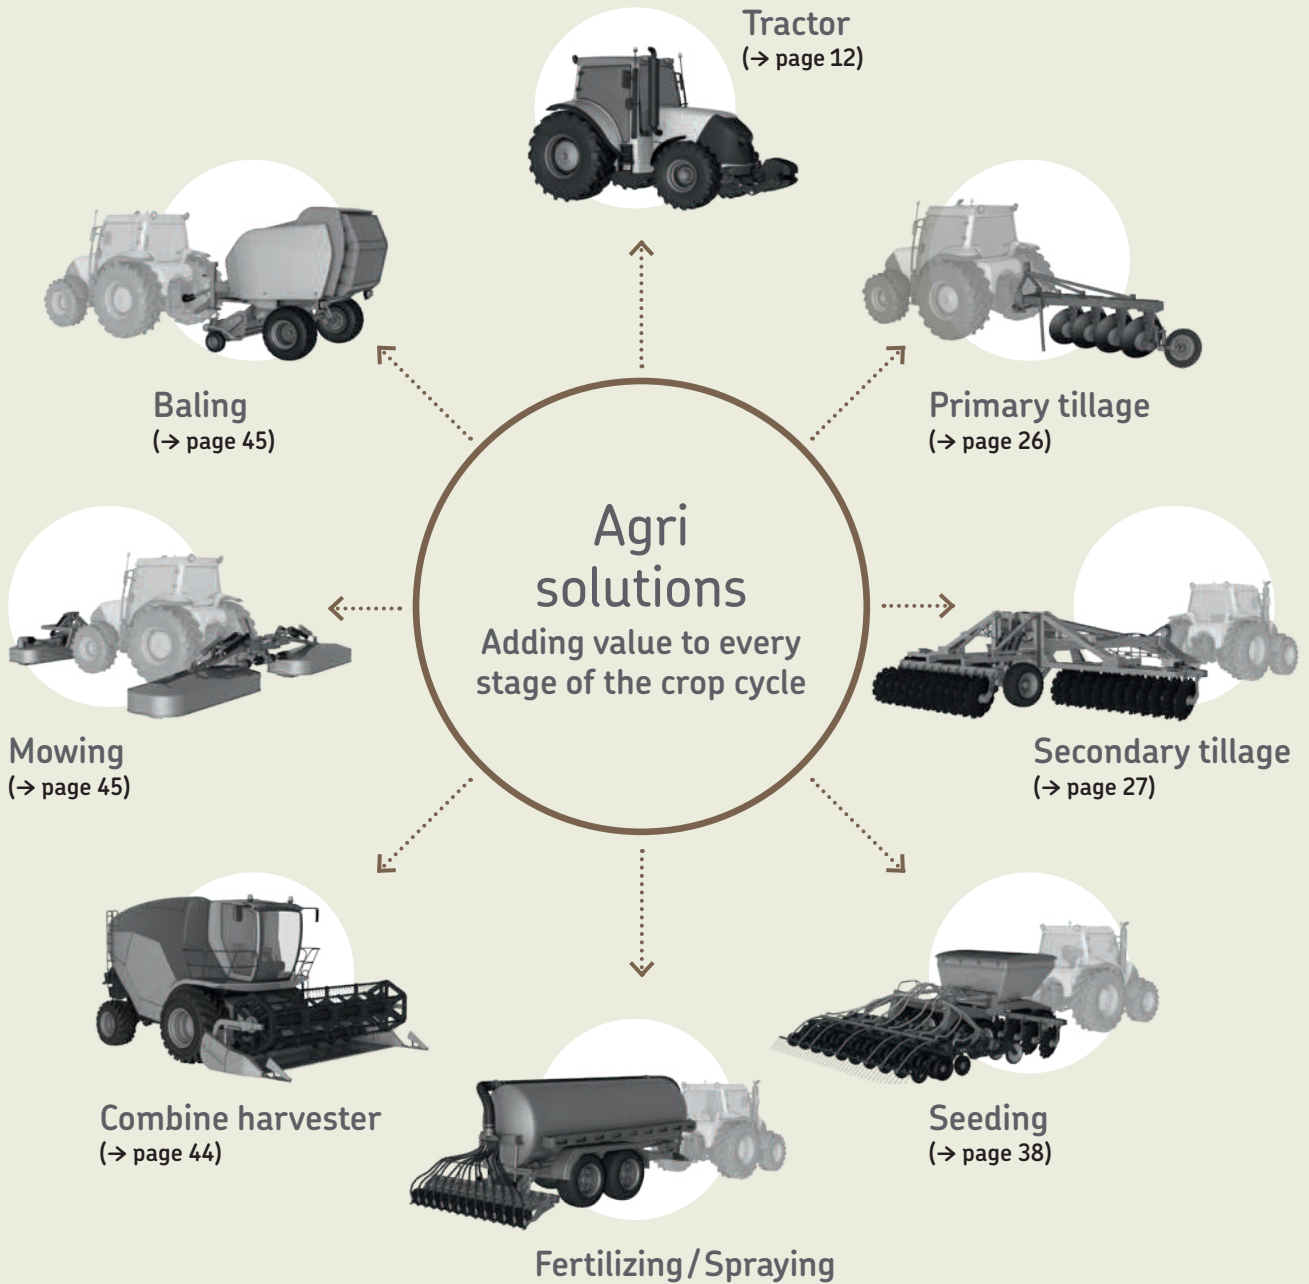 Tractor
(→ page 12)
Baling
(→ page 45)
Primary tillage
(→ page 26)
Agri
solutions
Adding value to every
stage of the crop cycle
Mowing
(→ page 45)
Secondary tillage
(→ page 27)
Combine harvester
(→ page 44)
Seeding
(→ page 38)
Fertilizing / Spraying